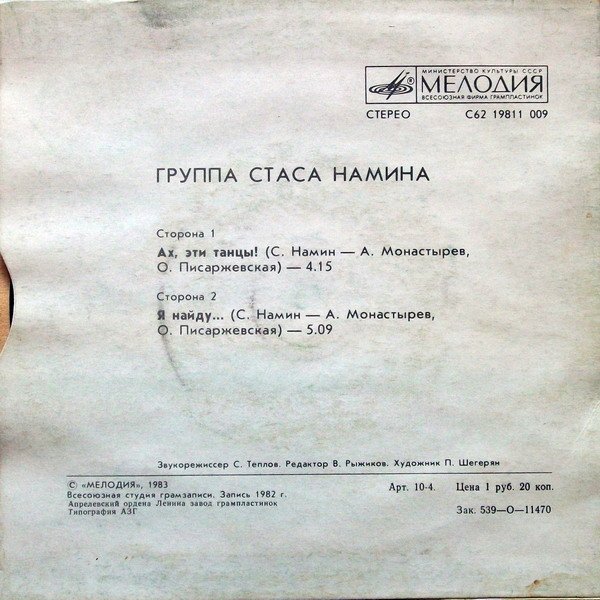 МИНИСТЕРСТВО КУЛЬТУРЫ СССР
МЕЛОДИЯ
ВСЕСОЮЗНАЯ ФИРМА ГРАМПЛАСТИНОК
СТЕРЕО С62 19811 009
ГРУППА СТАСА НАМИНА
Сторона 1
Ах, эти танцы! (С. Намин — А. Монастырев,
О. Писаржевская) — 4.15
Сторона 2
Я найду... (С. Намин — А. Монастырев,
О. Писаржевская) — 5.09
Звукорежиссер С. Теплов. Редактор В. Рыжиков. Художник П. Шегерян
© «МЕЛОДИЯ», 1983 Арт. 10-4. Цена 1 руб. 20 коп.
Всесоюзная студия грамзаписи. Запись 1982 г.
Апрелевский ордена Ленина завод грампластинок
Типография АЗГ Зак. 539—О—11470